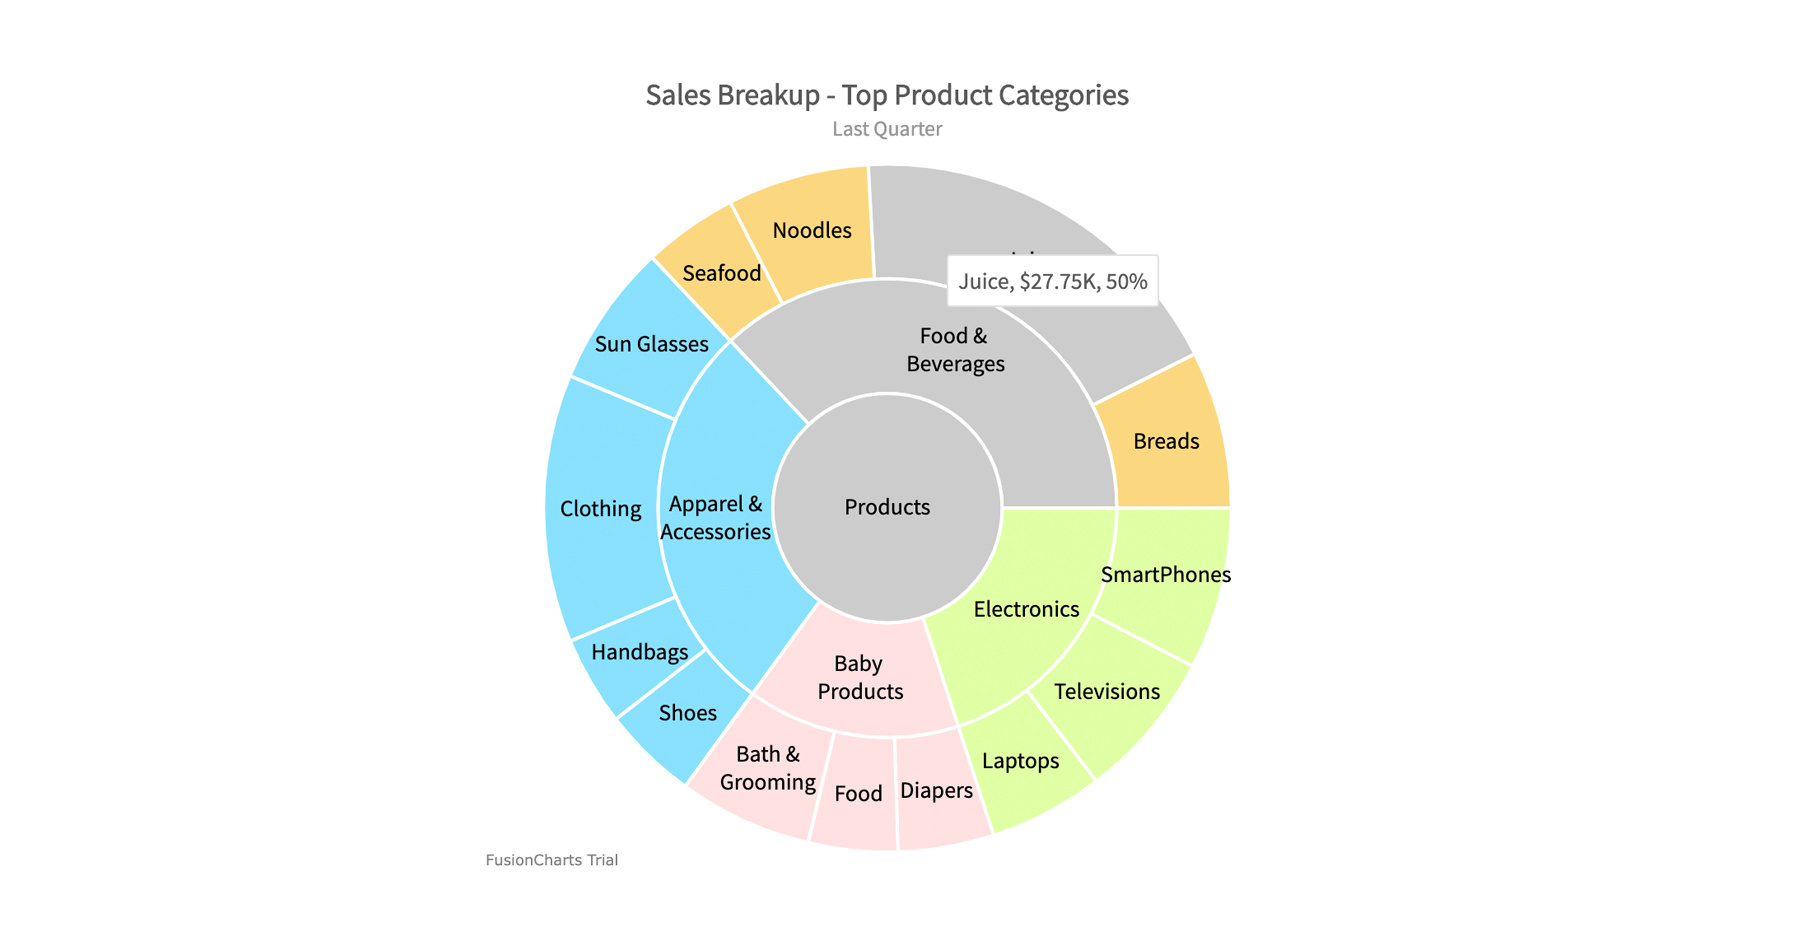 Sales Breakup - Top Product Categories
Last Quarter
Noodles
Seafood
Juice, $27.75K, 50%
Sun Glasses
Food &
Beverages
Breads
Clothing
Apparel &
Accessories
Products
SmartPhones
Electronics
Handbags
Baby
Products
Televisions
Shoes
Bath &
Grooming
Food
Diapers
Laptops
FusionCharts Trial